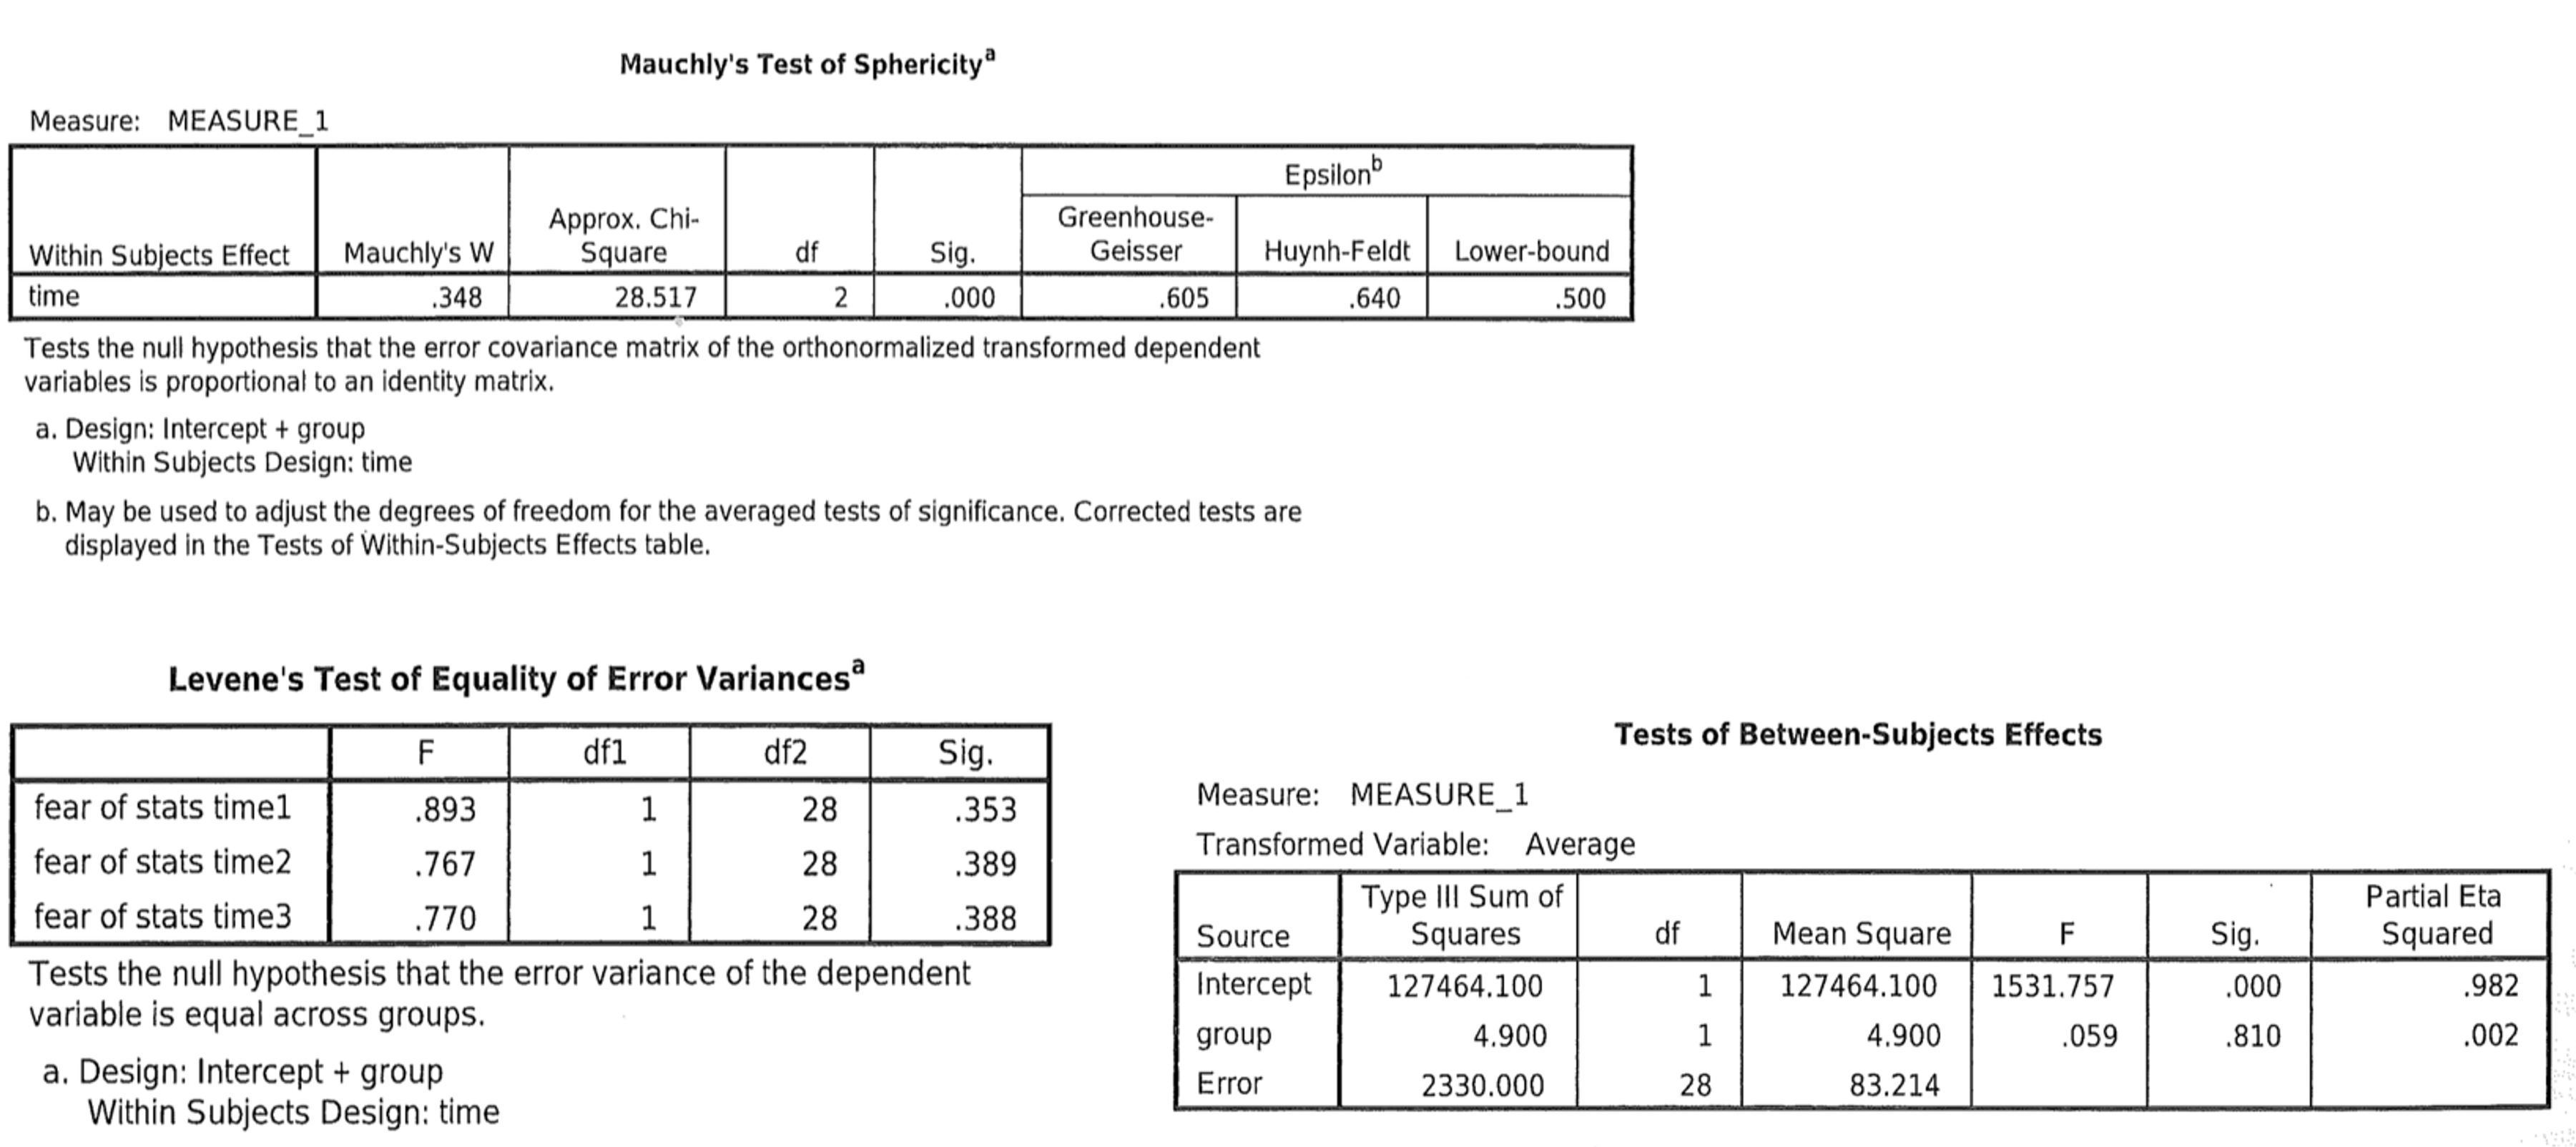 Mauchly's Test of Sphericity^a
Measure: MEASURE_1
Epsilon^b
Within Subjects Effect Mauchly's W Approx. Chi-Square df Sig. Greenhouse-Geisser Huynh-Feldt Lower-bound
time .348 28.517 2 .000 .605 .640 .500
Tests the null hypothesis that the error covariance matrix of the orthonormalized transformed dependent
variables is proportional to an identity matrix.
a. Design: Intercept + group
Within Subjects Design: time
b. May be used to adjust the degrees of freedom for the averaged tests of significance. Corrected tests are
displayed in the Tests of Within-Subjects Effects table.
Levene's Test of Equality of Error Variances^a
F df1 df2 Sig.
fear of stats time1 .893 1 28 .353
fear of stats time2 .767 1 28 .389
fear of stats time3 .770 1 28 .388
Tests the null hypothesis that the error variance of the dependent
variable is equal across groups.
a. Design: Intercept + group
Within Subjects Design: time
Tests of Between-Subjects Effects
Measure: MEASURE_1
Transformed Variable: Average
Source Type III Sum of Squares df Mean Square F Sig. Partial Eta Squared
Intercept 127464.100 1 127464.100 1531.757 .000 .982
group 4.900 1 4.900 .059 .810 .002
Error 2330.000 28 83.214